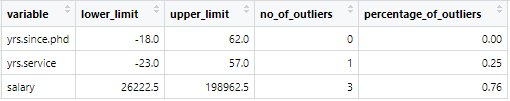 variable lower_limit upper_limit no_of_outliers percentage_of_outliers
yrs.since.phd -18.0 62.0 0 0.00
yrs.service -23.0 57.0 1 0.25
salary 26222.5 198962.5 3 0.76